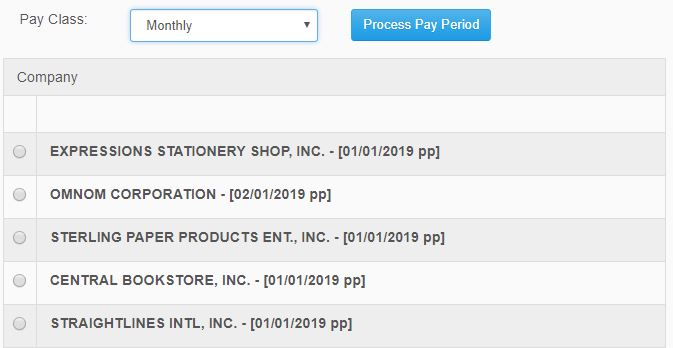 Pay Class:
Monthly
Process Pay Period
Company
EXPRESSIONS STATIONERY SHOP, INC. - [01/01/2019 pp]
OMNOM CORPORATION - [02/01/2019 pp]
STERLING PAPER PRODUCTS ENT., INC. - [01/01/2019 pp]
CENTRAL BOOKSTORE, INC. - [01/01/2019 pp]
STRAIGHTLINES INTL, INC. - [01/01/2019 pp]